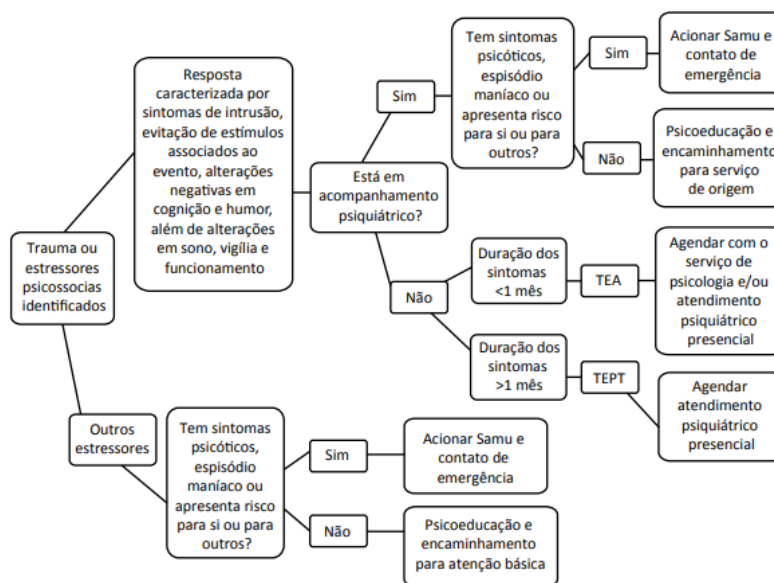 Trauma ou
estressores
psicossocias
identificados
Resposta
caracterizada por
sintomas de intrusão,
evitação de estímulos
associados ao
evento, alterações
negativas em
cognição e humor,
além de alterações
em sono, vigília e
funcionamento
Está em
acompanhamento
psiquiátrico?
Sim
Tem sintomas
psicóticos,
espisódio
maníaco ou
apresenta risco
para si ou para
outros?
Sim
Acionar Samu e
contato de
emergência
Não
Psicoeducação e
encaminhamento
para serviço
de origem
Não
Duração dos
sintomas
<1 mês
TEA
Agendar com o
serviço de
psicologia e/ou
atendimento
psiquiátrico
presencial
Duração dos
sintomas
>1 mês
TEPT
Agendar
atendimento
psiquiátrico
presencial
Outros
estressores
Tem sintomas
psicóticos,
espisódio
maníaco ou
apresenta risco
para si ou para
outros?
Sim
Acionar Samu e
contato de
emergência
Não
Psicoeducação e
encaminhamento
para atenção básica